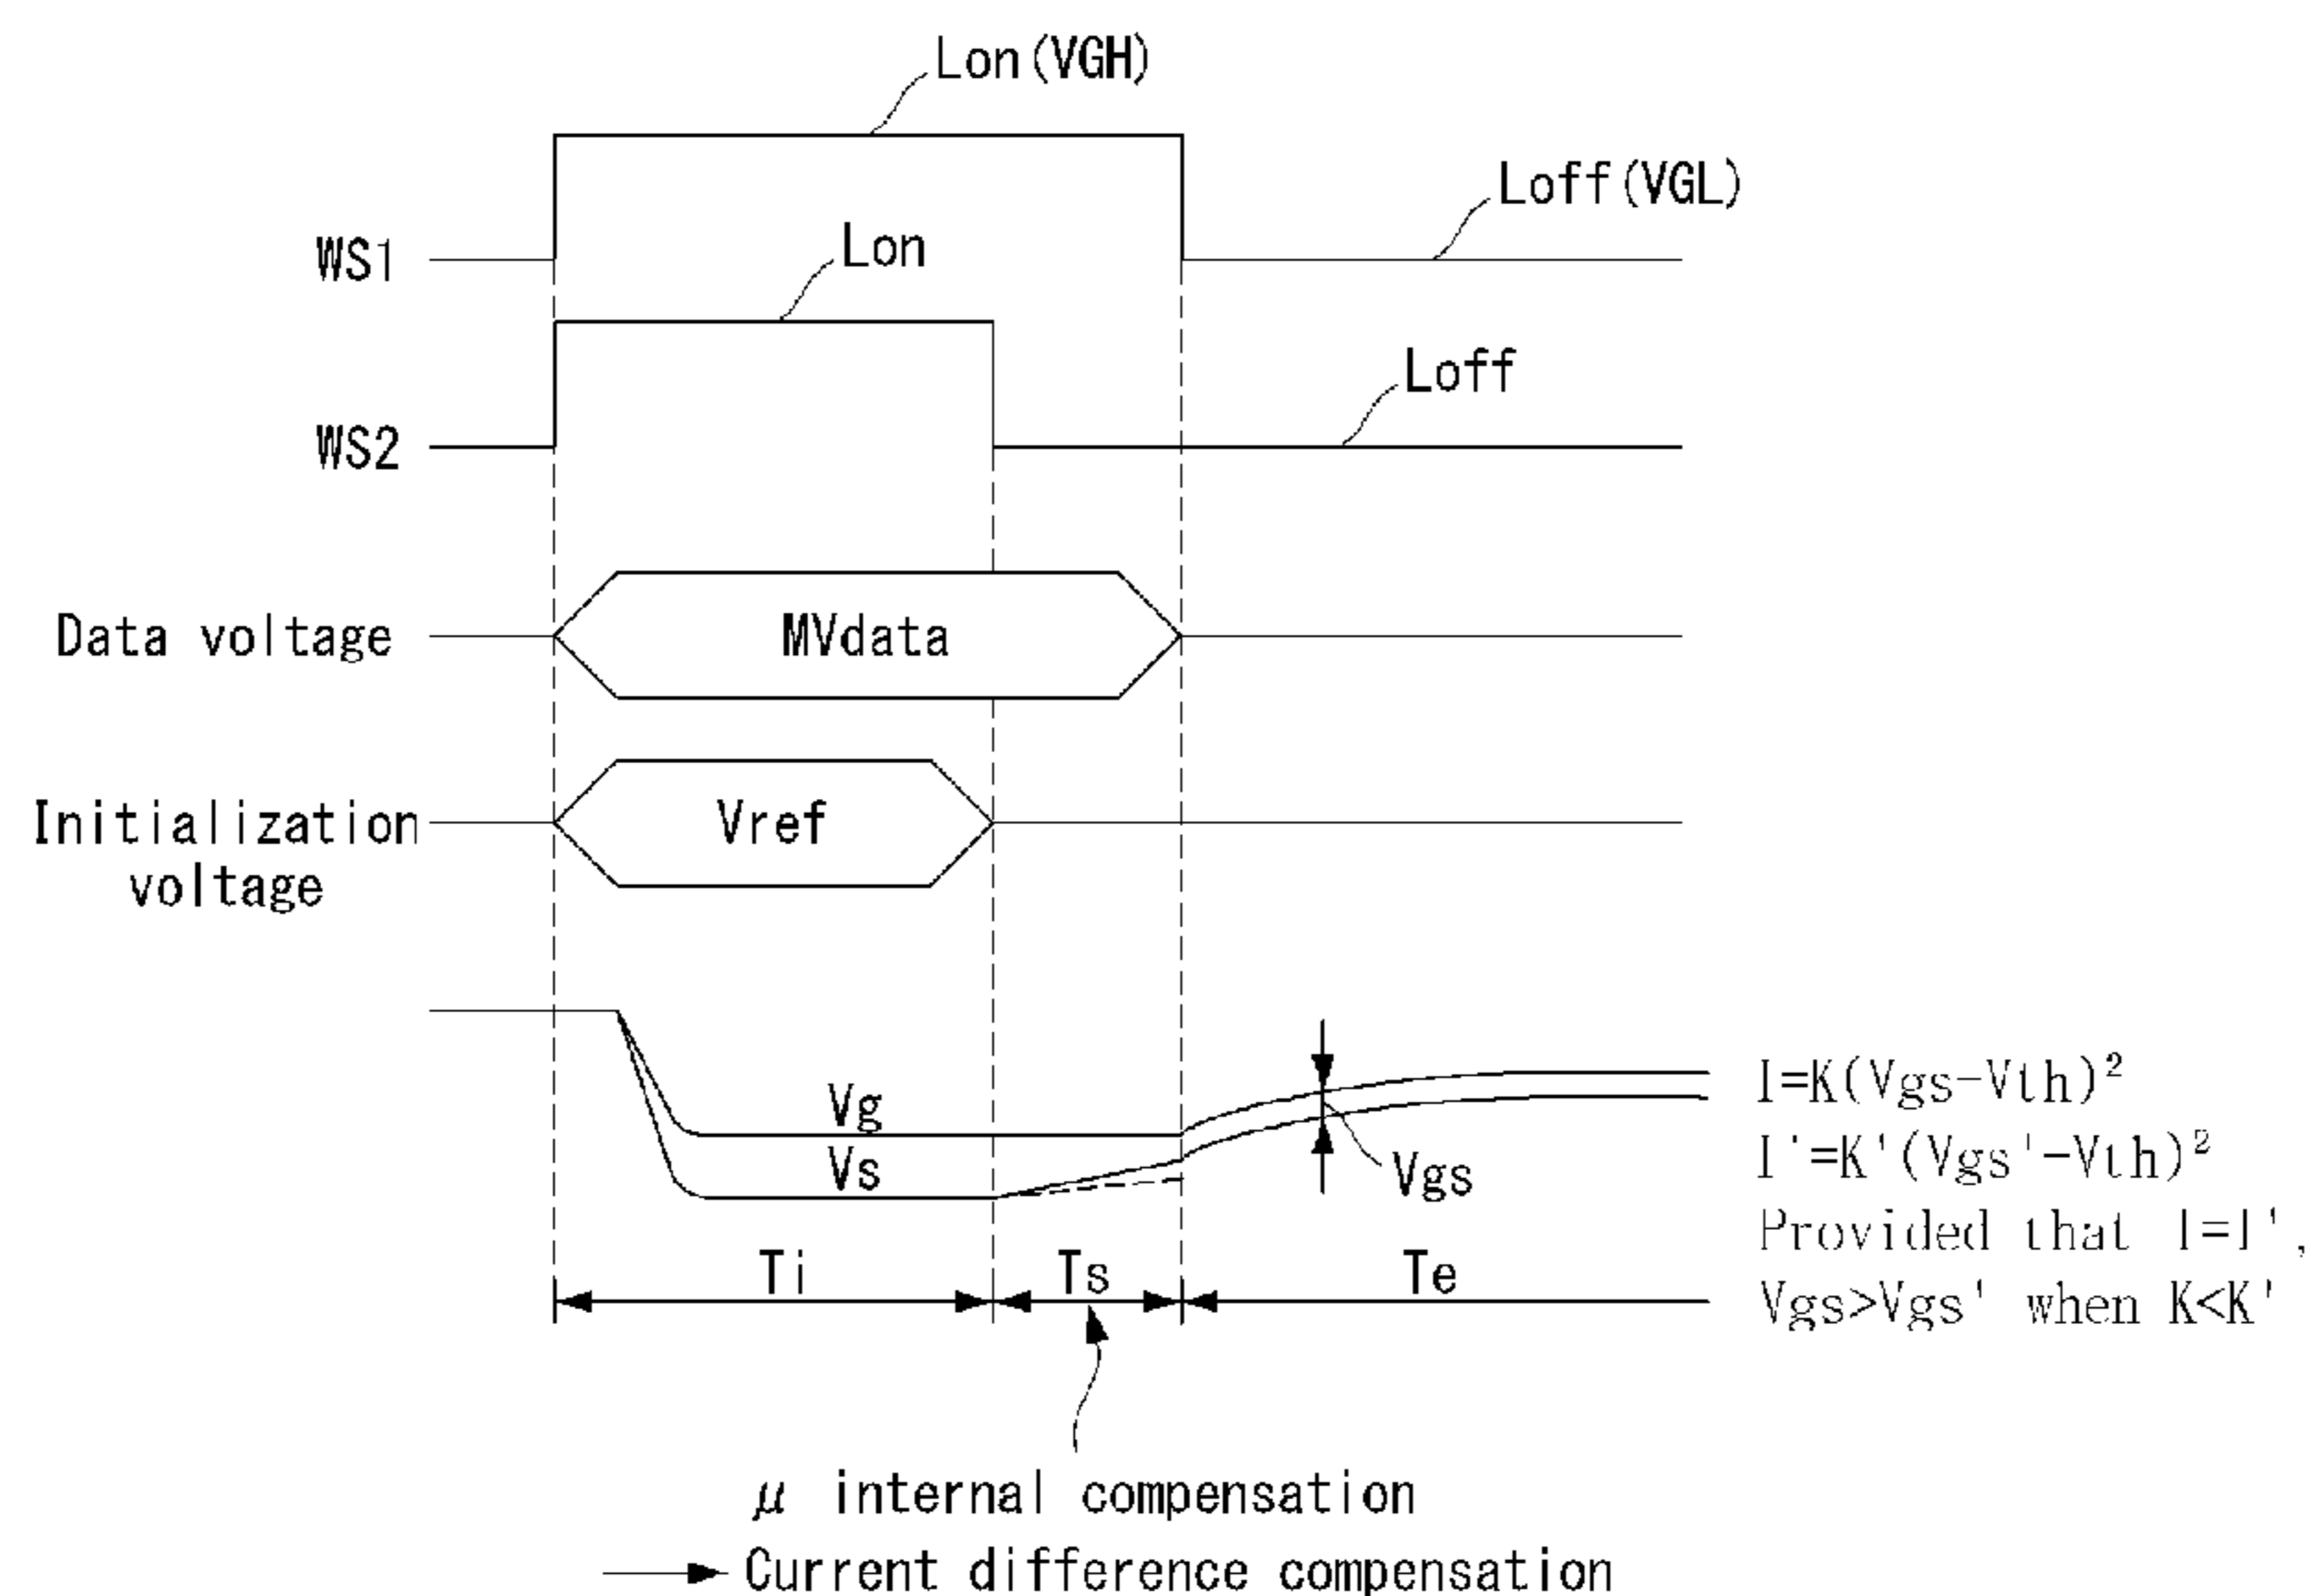 Lon(VGH)
Loff(VGL)
WS1
Lon
Loff
WS2
Data voltage
MVdata
Initialization
voltage
Vref
Vg
Vs
Vgs
I=K(Vgs-Vth)²
I'=K'(Vgs'-Vth)²
Provided that I=I',
Vgs>Vgs' when K<K'
Ti
Ts
Te
μ internal compensation
Current difference compensation